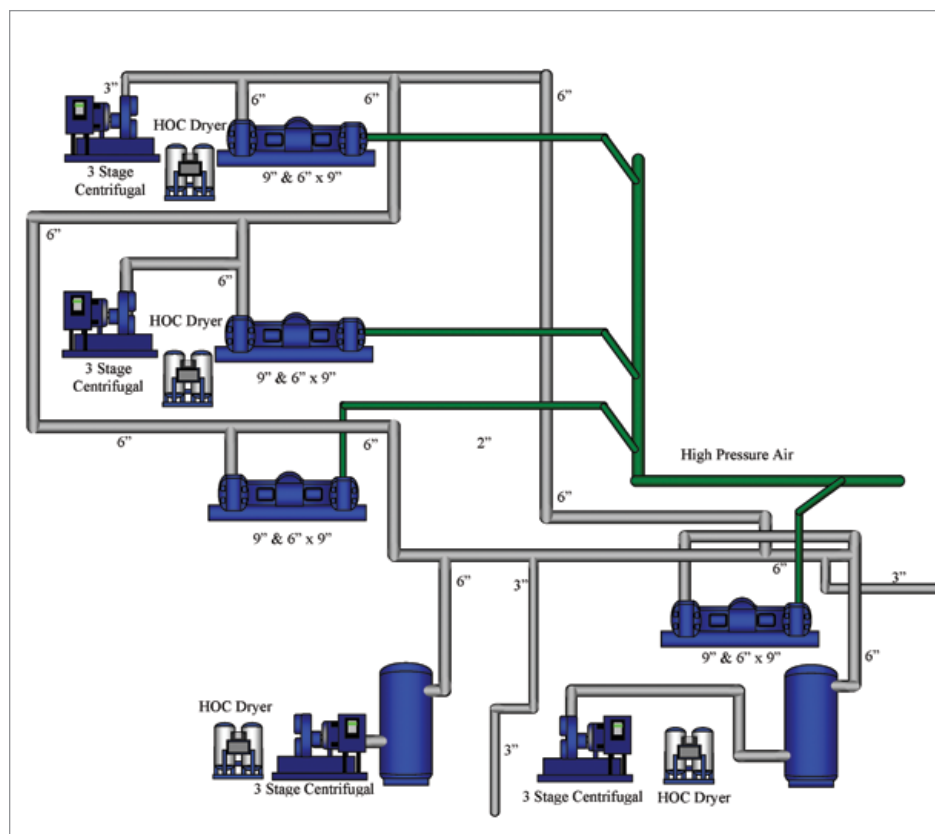 3”
6”
6”
6”
HOC Dryer
3 Stage
Centrifugal
9” & 6” x 9”
6”
6”
HOC Dryer
3 Stage
Centrifugal
9” & 6” x 9”
6”
6”
2”
High Pressure Air
6”
9” & 6” x 9”
6”
3”
6”
3”
9” & 6” x 9”
6”
HOC Dryer
3”
3 Stage Centrifugal
3 Stage Centrifugal
HOC Dryer